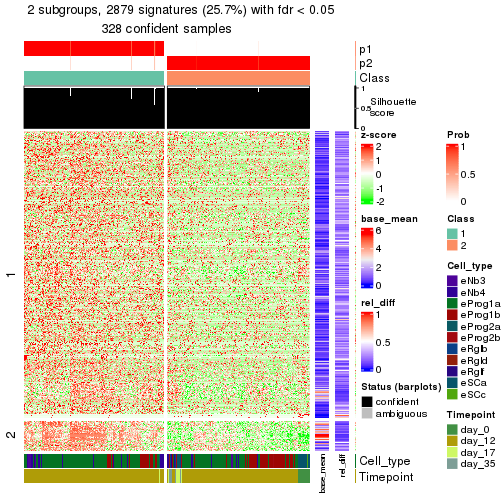 2 subgroups, 2879 signatures (25.7%) with fdr < 0.05
328 confident samples
p1
p2
Class
1
0.5
0
Silhouette
score
1
2
base_mean
rel_diff
Cell_type
Timepoint
z-score
2
1
0
-1
-2
base_mean
6
4
2
0
rel_diff
1
0.5
0
Status (barplots)
confident
ambiguous
Prob
1
0.5
0
Class
1
2
Cell_type
eNb3
eNb4
eProg1a
eProg1b
eProg2a
eProg2b
eRglb
eRgld
eRglf
eSCa
eSCc
Timepoint
day_0
day_12
day_17
day_35